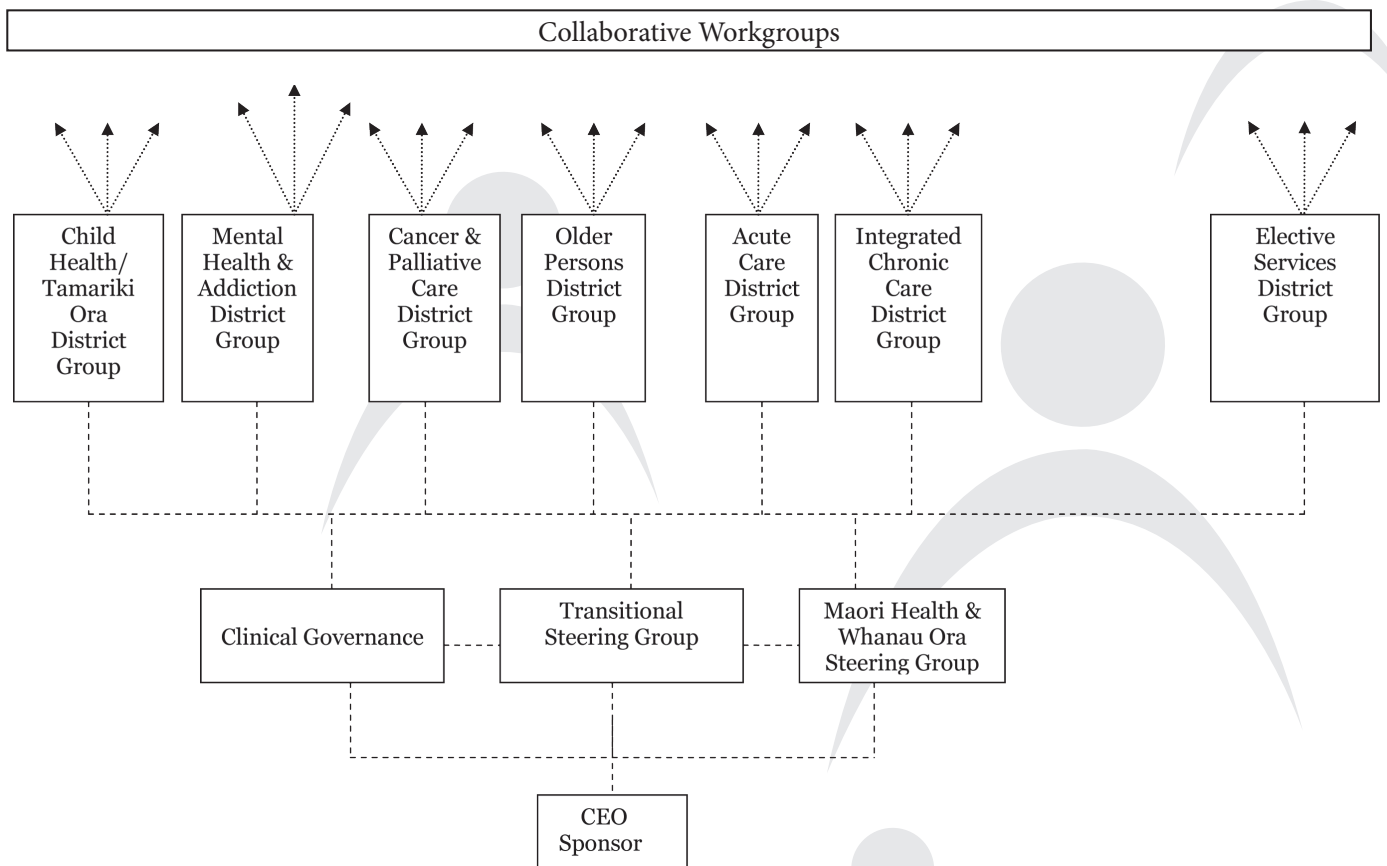 Collaborative Workgroups
Child
Health/
Tamariki
Ora
District
Group
Mental
Health &
Addiction
District
Group
Cancer &
Palliative
Care
District
Group
Older
Persons
District
Group
Acute
Care
District
Group
Integrated
Chronic
Care
District
Group
Elective
Services
District
Group
Clinical Governance
Transitional
Steering Group
Maori Health &
Whanau Ora
Steering Group
CEO
Sponsor